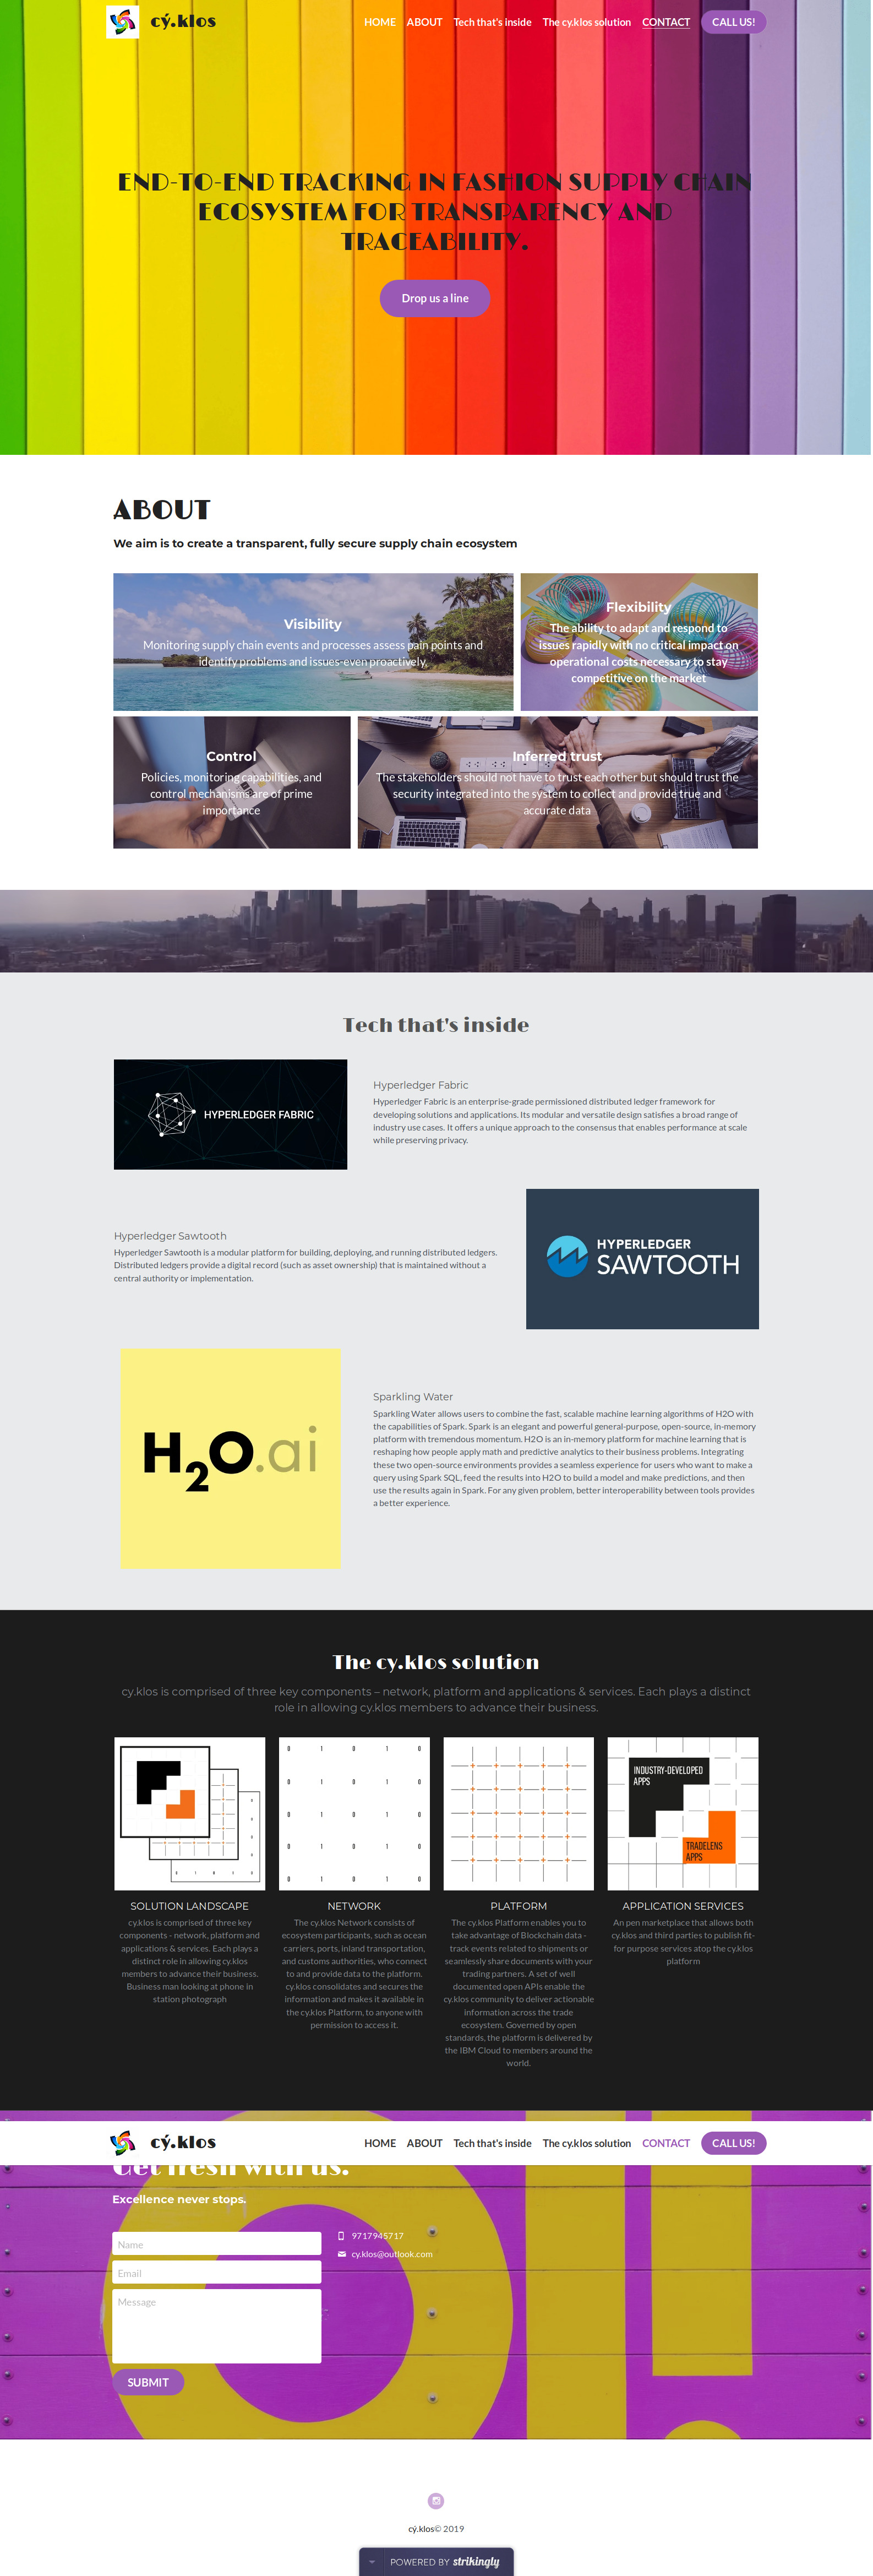 cý.klos
HOME ABOUT Tech that's inside The cy.klos solution CONTACT CALL US!
END-TO-END TRACKING IN FASHION SUPPLY CHAIN
ECOSYSTEM FOR TRANSPARENCY AND
TRACEABILITY.
Drop us a line
ABOUT
We aim is to create a transparent, fully secure supply chain ecosystem
Visibility
Monitoring supply chain events and processes assess pain points and
identify problems and issues-even proactively,
Flexibility
The ability to adapt and respond to
issues rapidly with no critical impact on
operational costs necessary to stay
competitive on the market
Control
Policies, monitoring capabilities, and
control mechanisms are of prime
importance
Inferred trust
The stakeholders should not have to trust each other but should trust the
security integrated into the system to collect and provide true and
accurate data
Tech that's inside
HYPERLEDGER FABRIC
Hyperledger Fabric
Hyperledger Fabric is an enterprise-grade permissioned distributed ledger framework for
developing solutions and applications. Its modular and versatile design satisfies a broad range of
industry use cases. It offers a unique approach to the consensus that enables performance at scale
while preserving privacy.
Hyperledger Sawtooth
Hyperledger Sawtooth is a modular platform for building, deploying, and running distributed ledgers.
Distributed ledgers provide a digital record (such as asset ownership) that is maintained without a
central authority or implementation.
HYPERLEDGER
SAWTOOTH
H2O.ai
Sparkling Water
Sparkling Water allows users to combine the fast, scalable machine learning algorithms of H2O with
the capabilities of Spark. Spark is an elegant and powerful general-purpose, open-source, in-memory
platform with tremendous momentum. H2O is an in-memory platform for machine learning that is
reshaping how people apply math and predictive analytics to their business problems. Integrating
these two open-source environments provides a seamless experience for users who want to make a
query using Spark SQL, feed the results into H2O to build a model and make predictions, and then
use the results again in Spark. For any given problem, better interoperability between tools provides
a better experience.
The cy.klos solution
cy.klos is comprised of three key components – network, platform and applications & services. Each plays a distinct
role in allowing cy.klos members to advance their business.
0 1 0 1 0
0 1 0 1 0
0 1 0 1 0
0 1 0 1 0
0 1 0 1 0
INDUSTRY-DEVELOPED
APPS
TRADELENS
APPS
SOLUTION LANDSCAPE
cy.klos is comprised of three key
components - network, platform and
applications & services. Each plays a
distinct role in allowing cy.klos
members to advance their business.
Business man looking at phone in
station photograph
NETWORK
The cy.klos Network consists of
ecosystem participants, such as ocean
carriers, ports, inland transportation,
and customs authorities, who connect
to and provide data to the platform.
cy.klos consolidates and secures the
information and makes it available in
the cy.klos Platform, to anyone with
permission to access it.
PLATFORM
The cy.klos Platform enables you to
take advantage of Blockchain data -
track events related to shipments or
seamlessly share documents with your
trading partners. A set of well
documented open APIs enable the
cy.klos community to deliver actionable
information across the trade
ecosystem. Governed by open
standards, the platform is delivered by
the IBM Cloud to members around the
world.
APPLICATION SERVICES
An pen marketplace that allows both
cy.klos and third parties to publish fit-
for purpose services atop the cy.klos
platform
cý.klos
HOME ABOUT Tech that's inside The cy.klos solution CONTACT CALL US!
Get fresh with us.
Excellence never stops.
Name
Email
Message
SUBMIT
9717945717
cy.klos@outlook.com
cý.klos© 2019
POWERED BY strikingly